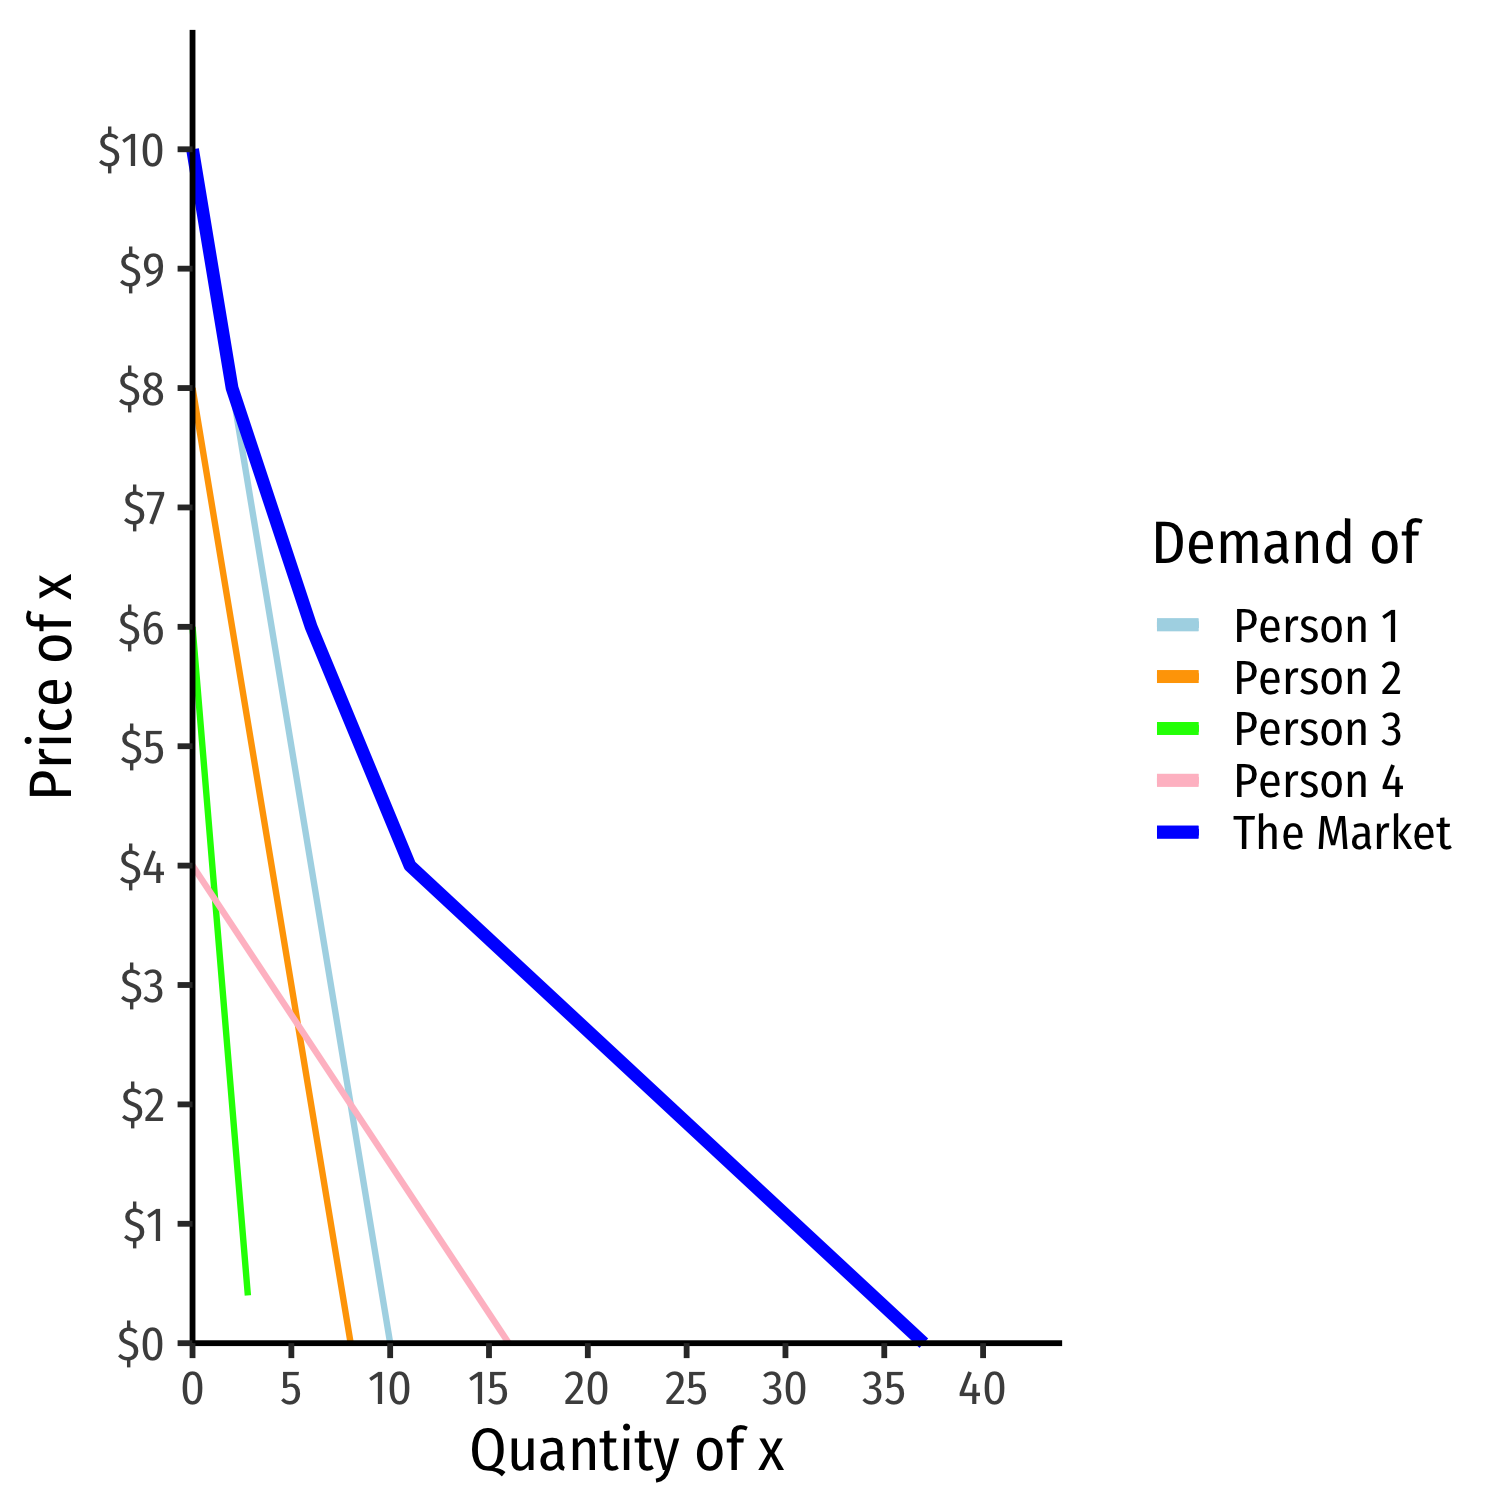 Price of x
$10
$9
$8
$7
$6
$5
$4
$3
$2
$1
$0
0 5 10 15 20 25 30 35 40
Quantity of x
Demand of
Person 1
Person 2
Person 3
Person 4
The Market